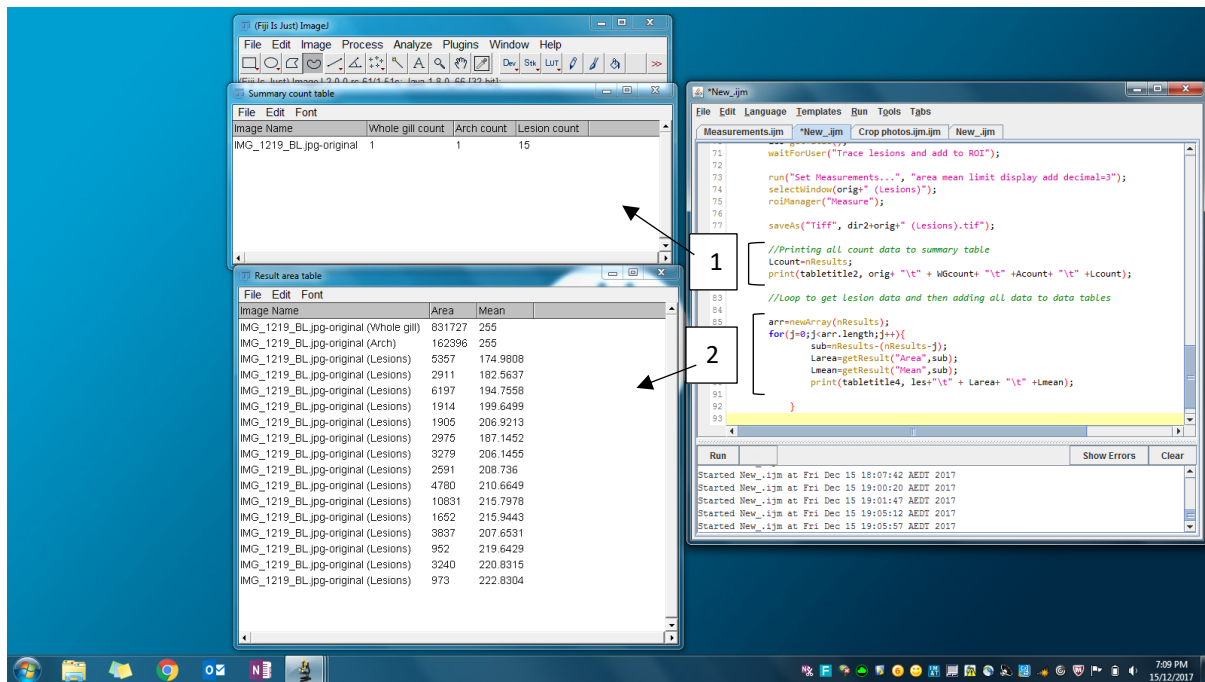 (Fiji Is Just) ImageJ
File Edit Image Process Analyze Plugins Window Help
Dev Stk LUT
Summary count table
File Edit Font
Image Name Whole gill count Arch count Lesion count
IMG_1219_BL.jpg-original 1 1 15
Result area table
File Edit Font
Image Name Area Mean
IMG_1219_BL.jpg-original (Whole gill) 831727 255
IMG_1219_BL.jpg-original (Arch) 162396 255
IMG_1219_BL.jpg-original (Lesions) 5357 174.9808
IMG_1219_BL.jpg-original (Lesions) 2911 182.5637
IMG_1219_BL.jpg-original (Lesions) 6197 194.7558
IMG_1219_BL.jpg-original (Lesions) 1914 199.6499
IMG_1219_BL.jpg-original (Lesions) 1905 206.9213
IMG_1219_BL.jpg-original (Lesions) 2975 187.1452
IMG_1219_BL.jpg-original (Lesions) 3279 206.1455
IMG_1219_BL.jpg-original (Lesions) 2591 208.736
IMG_1219_BL.jpg-original (Lesions) 4780 210.6649
IMG_1219_BL.jpg-original (Lesions) 10831 215.7978
IMG_1219_BL.jpg-original (Lesions) 1652 215.9443
IMG_1219_BL.jpg-original (Lesions) 3837 207.6531
IMG_1219_BL.jpg-original (Lesions) 952 219.6429
IMG_1219_BL.jpg-original (Lesions) 3240 220.8315
IMG_1219_BL.jpg-original (Lesions) 973 222.8304
1
2
*New_.ijm
File Edit Language Templates Run Tools Tabs
Measurements.ijm *New_.ijm Crop photos.ijm.ijm New_.ijm
71 waitForUser("Trace lesions and add to ROI");
72
73 run("Set Measurements...", "area mean limit display add decimal=3");
74 selectWindow(orig+" (Lesions)");
75 roiManager("Measure");
76
77 saveAs("Tiff", dir2+orig+" (Lesions).tif");
//Printing all count data to summary table
Lcount=nResults;
print(tabletitle2, orig+ "\t" + WGcount+ "\t" +Acount+ "\t" +Lcount);
83 //Loop to get lesion data and then adding all data to data tables
84
85 arr=newArray(nResults);
for(j=0;j<arr.length;j++){
sub=nResults-(nResults-j);
Larea=getResult("Area",sub);
Lmean=getResult("Mean",sub);
print(tabletitle4, les+"\t" + Larea+ "\t" +Lmean);
91
92 }
93
Run Show Errors Clear
Started New_.ijm at Fri Dec 15 18:07:42 AEDT 2017
Started New_.ijm at Fri Dec 15 19:00:20 AEDT 2017
Started New_.ijm at Fri Dec 15 19:01:47 AEDT 2017
Started New_.ijm at Fri Dec 15 19:05:12 AEDT 2017
Started New_.ijm at Fri Dec 15 19:05:57 AEDT 2017
7:09 PM
15/12/2017